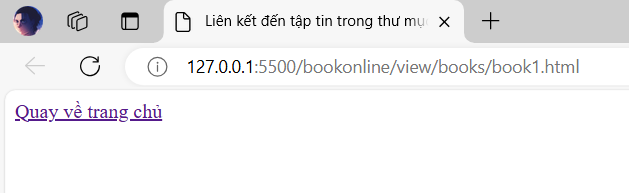 Liên kết đến tập tin trong thư mụ
127.0.0.1:5500/bookonline/view/books/book1.html
Quay về trang chủ